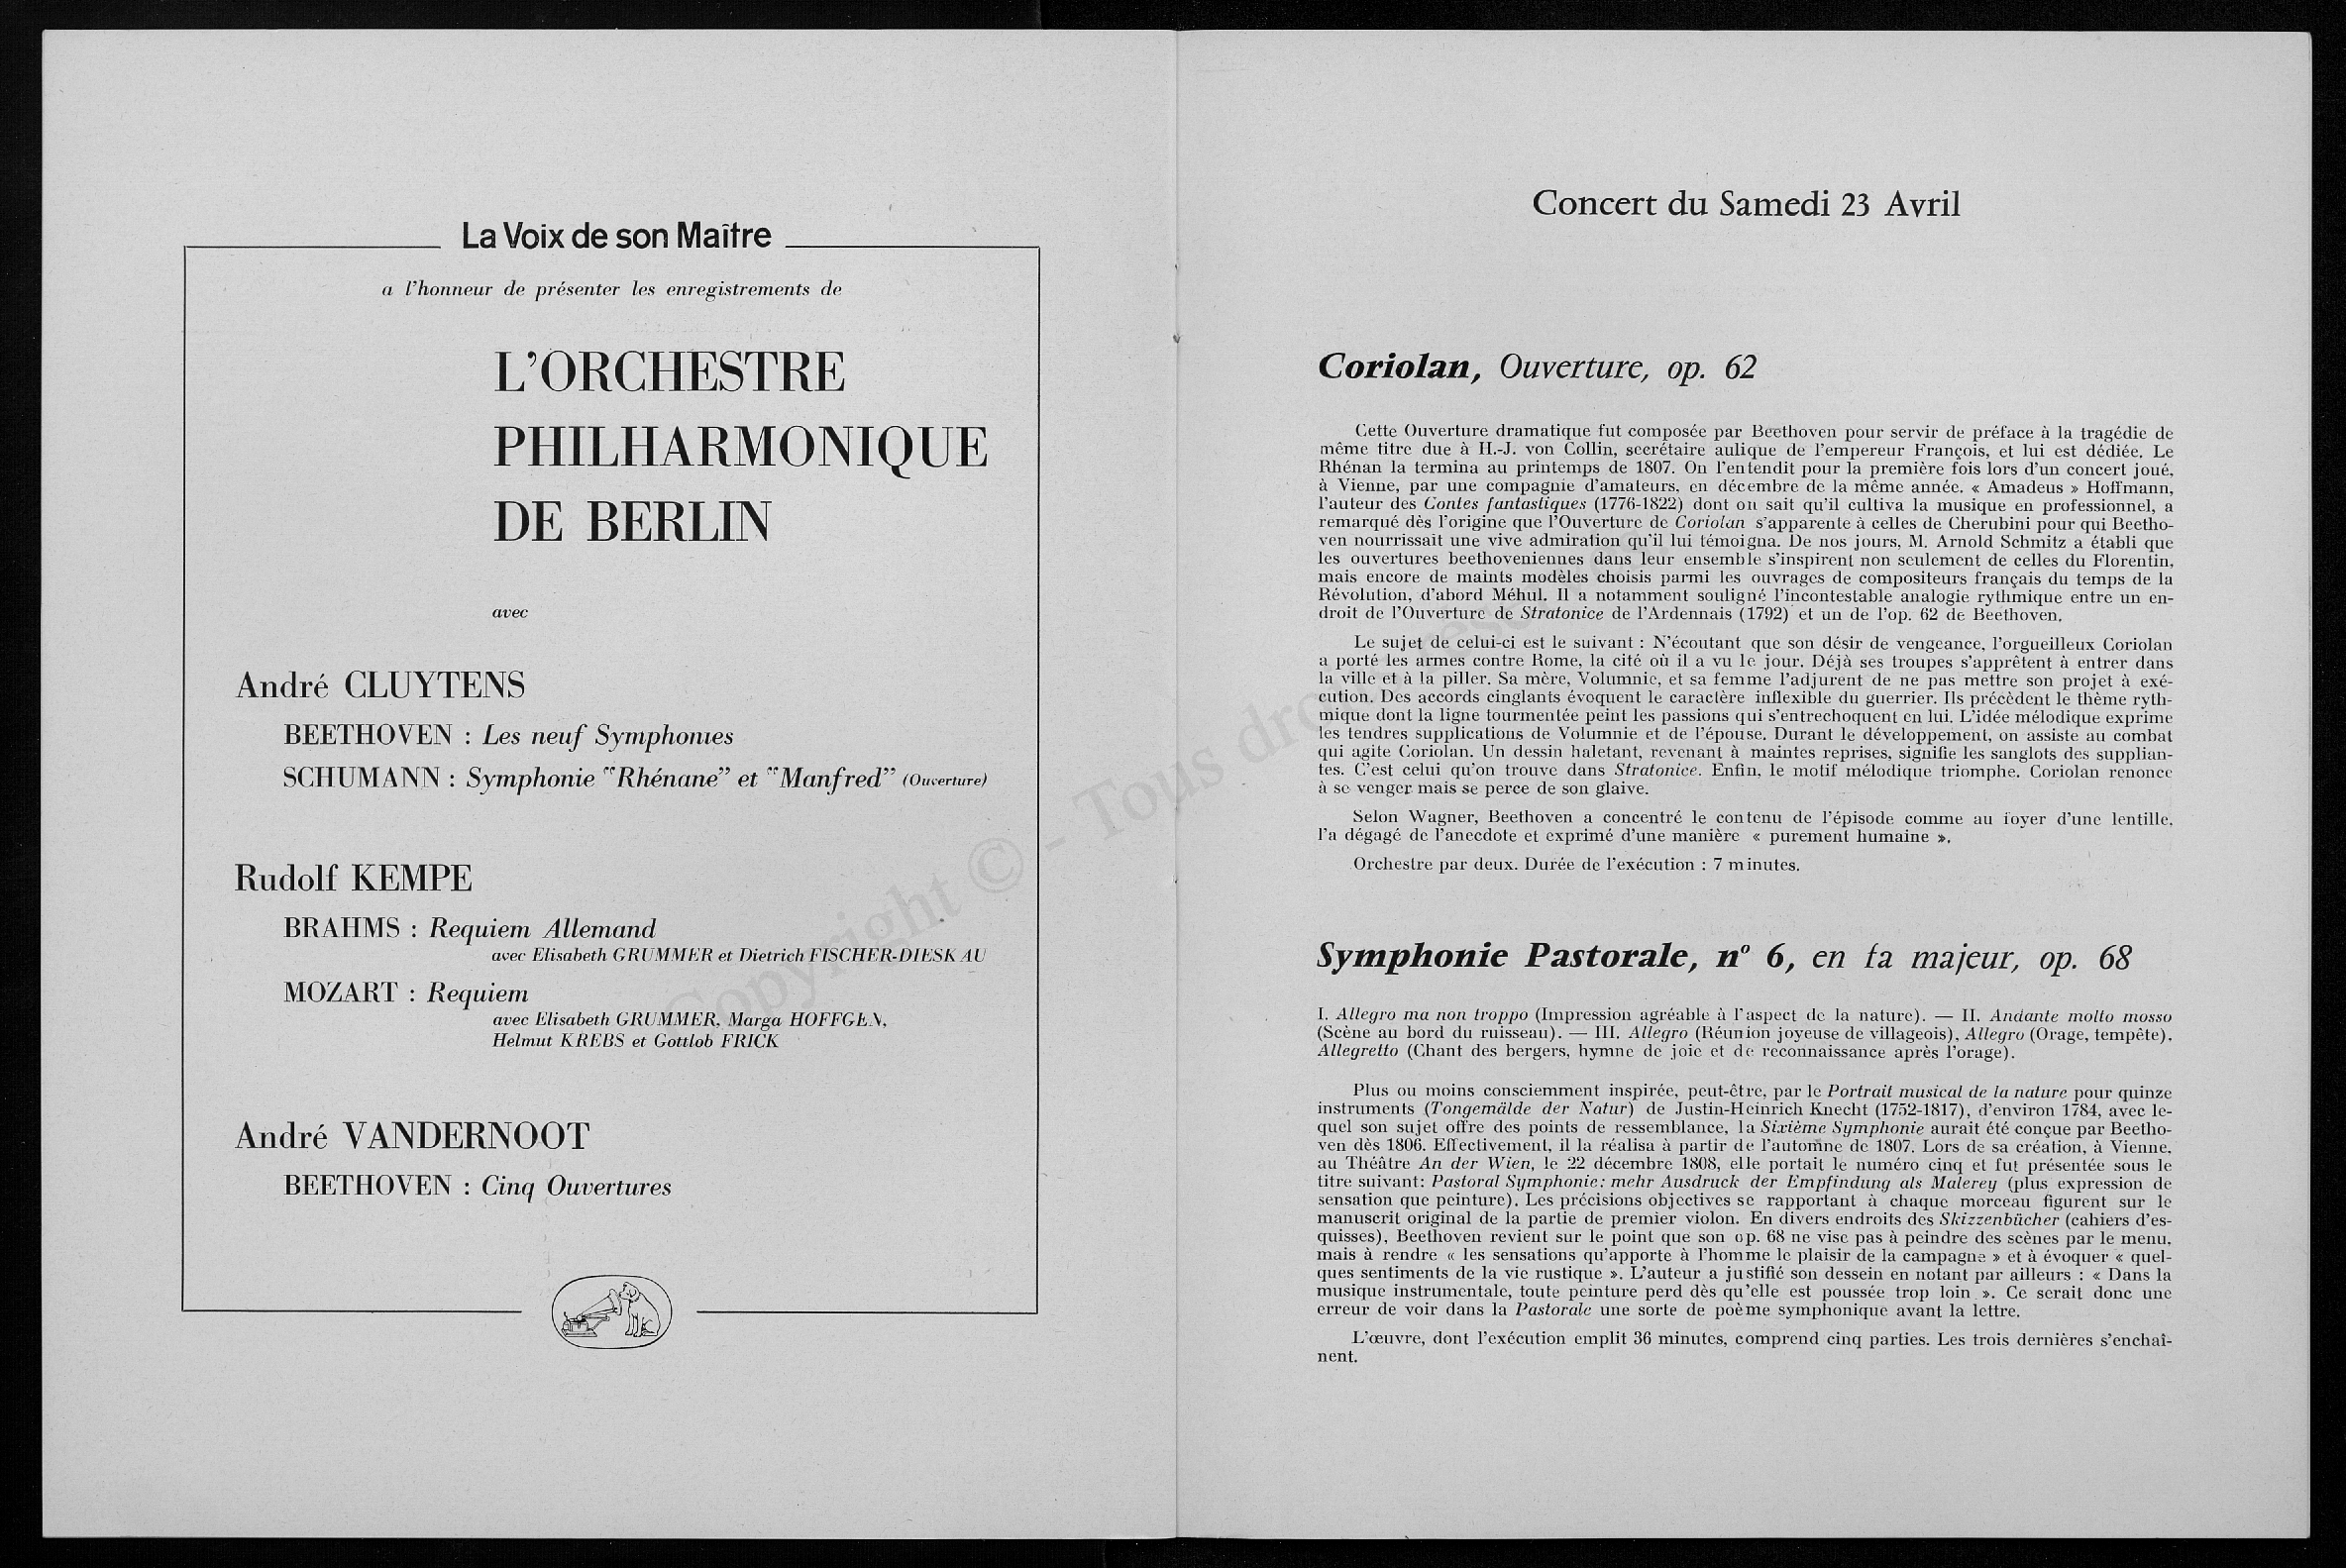 La Voix de son Maître
a l'honneur de présenter les enregistrements de
L'ORCHESTRE
PHILHARMONIQUE
DE BERLIN
avec
André CLUYTENS
BEETHOVEN : Les neuf Symphonies
SCHUMANN : Symphonie "Rhénane" et "Manfred" (Ouverture)
Rudolf KEMPE
BRAHMS : Requiem Allemand
avec Elisabeth GRUMMER et Dietrich FISCHER-DIESKAU
MOZART : Requiem
avec Elisabeth GRUMMER, Marga HOFFGEN,
Helmut KREBS et Gottlob FRICK
André VANDERNOOT
BEETHOVEN : Cinq Ouvertures
Concert du Samedi 23 Avril
Coriolan, Ouverture, op. 62
Cette Ouverture dramatique fut composée par Beethoven pour servir de préface à la tragédie de
même titre due à H.-J. von Collin, secrétaire aulique de l'empereur François, et lui est dédiée. Le
Rhénan la termina au printemps de 1807. On l'entendit pour la première fois lors d'un concert joué,
à Vienne, par une compagnie d'amateurs, en décembre de la même année. « Amadeus » Hoffmann,
l'auteur des Contes fantastiques (1776-1822) dont on sait qu'il cultiva la musique en professionnel, a
remarqué dès l'origine que l'Ouverture de Coriolan s'apparente à celles de Cherubini pour qui Beetho-
ven nourrissait une vive admiration qu'il lui témoigna. De nos jours, M. Arnold Schmitz a établi que
les ouvertures beethoveniennes dans leur ensemble s'inspirent non seulement de celles du Florentin,
mais encore de maints modèles choisis parmi les ouvrages de compositeurs français du temps de la
Révolution, d'abord Méhul. Il a notamment souligné l'incontestable analogie rythmique entre un en-
droit de l'Ouverture de Stratonice de l'Ardennais (1792) et un de l'op. 62 de Beethoven.
Le sujet de celui-ci est le suivant : N'écoutant que son désir de vengeance, l'orgueilleux Coriolan
a porté les armes contre Rome, la cité où il a vu le jour. Déjà ses troupes s'apprêtent à entrer dans
la ville et à la piller. Sa mère, Volumnie, et sa femme l'adjurent de ne pas mettre son projet à exé-
cution. Des accords cinglants évoquent le caractère inflexible du guerrier. Ils précèdent le thème ryth-
mique dont la ligne tourmentée peint les passions qui s'entrechoquent en lui. L'idée mélodique exprime
les tendres supplications de Volumnie et de l'épouse. Durant le développement, on assiste au combat
qui agite Coriolan. Un dessin haletant, revenant à maintes reprises, signifie les sanglots des supplian-
tes. C'est celui qu'on trouve dans Stratonice. Enfin, le motif mélodique triomphe. Coriolan renonce
à se venger mais se perce de son glaive.
Selon Wagner, Beethoven a concentré le contenu de l'épisode comme au foyer d'une lentille,
l'a dégagé de l'anecdote et exprimé d'une manière « purement humaine ».
Orchestre par deux. Durée de l'exécution : 7 minutes.
Symphonie Pastorale, n° 6, en fa majeur, op. 68
I. Allegro ma non troppo (Impression agréable à l'aspect de la nature). — II. Andante molto mosso
(Scène au bord du ruisseau). — III. Allegro (Réunion joyeuse de villageois), Allegro (Orage, tempête),
Allegretto (Chant des bergers, hymne de joie et de reconnaissance après l'orage).
Plus ou moins consciemment inspirée, peut-être, par le Portrait musical de la nature pour quinze
instruments (Tongemälde der Natur) de Justin-Heinrich Knecht (1752-1817), d'environ 1784, avec le-
quel son sujet offre des points de ressemblance, la Sixième Symphonie aurait été conçue par Beetho-
ven dès 1806. Effectivement, il la réalisa à partir de l'automne de 1807. Lors de sa création, à Vienne,
au Théâtre An der Wien, le 22 décembre 1808, elle portait le numéro cinq et fut présentée sous le
titre suivant: Pastoral Symphonie: mehr Ausdruck der Empfindung als Malerey (plus expression de
sensation que peinture). Les précisions objectives se rapportant à chaque morceau figurent sur le
manuscrit original de la partie de premier violon. En divers endroits des Skizzenbücher (cahiers d'es-
quisses), Beethoven revient sur le point que son op. 68 ne vise pas à peindre des scènes par le menu,
mais à rendre « les sensations qu'apporte à l'homme le plaisir de la campagne » et à évoquer « quel-
ques sentiments de la vie rustique ». L'auteur a justifié son dessein en notant par ailleurs : « Dans la
musique instrumentale, toute peinture perd dès qu'elle est poussée trop loin ». Ce serait donc une
erreur de voir dans la Pastorale une sorte de poème symphonique avant la lettre.
L'œuvre, dont l'exécution emplit 36 minutes, comprend cinq parties. Les trois dernières s'enchaî-
nent.
Copyright © - Tous